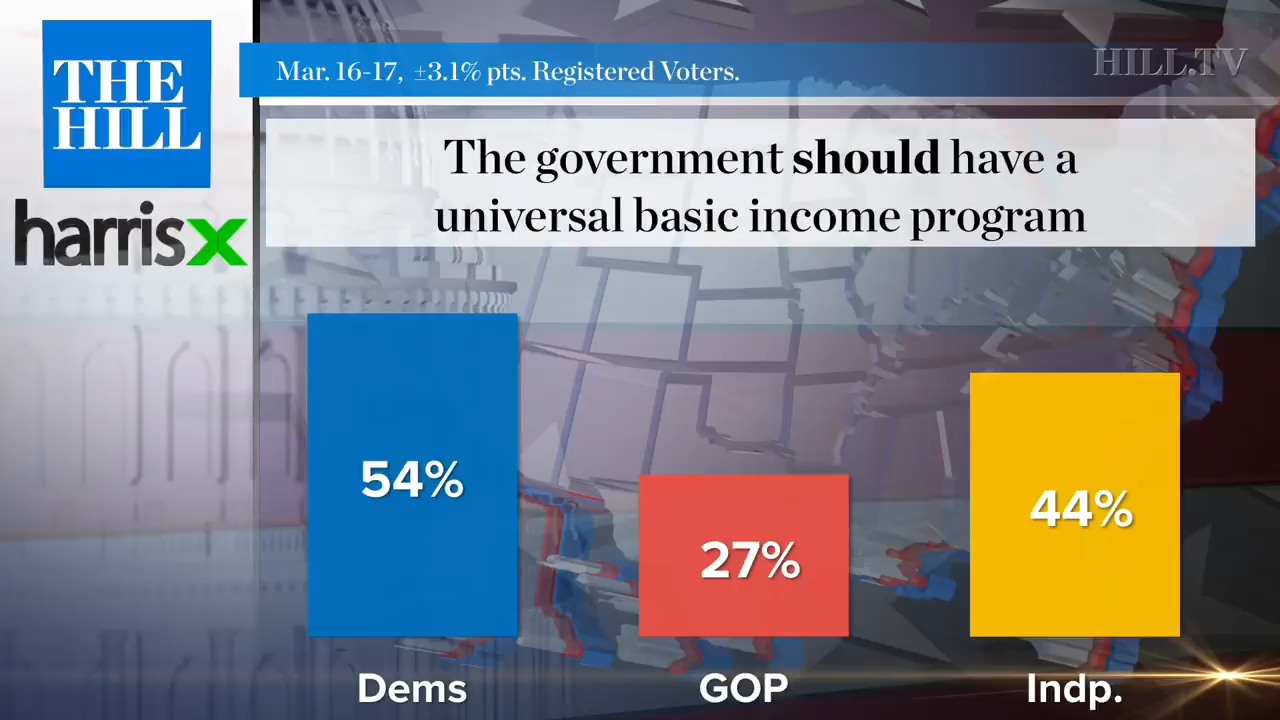 THE
HILL
harrisx
Mar. 16-17, ±3.1% pts. Registered Voters.
HILL.TV
The government should have a
universal basic income program
54%
27%
44%
Dems
GOP
Indp.